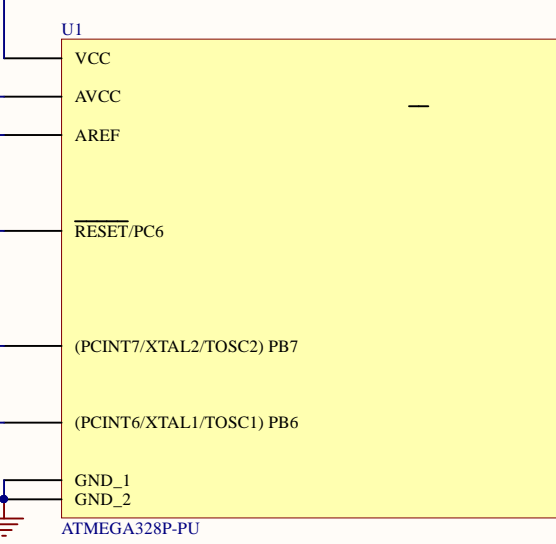 U1
VCC
AVCC
AREF
RESET/PC6
(PCINT7/XTAL2/TOSC2) PB7
(PCINT6/XTAL1/TOSC1) PB6
GND_1
GND_2
ATMEGA328P-PU